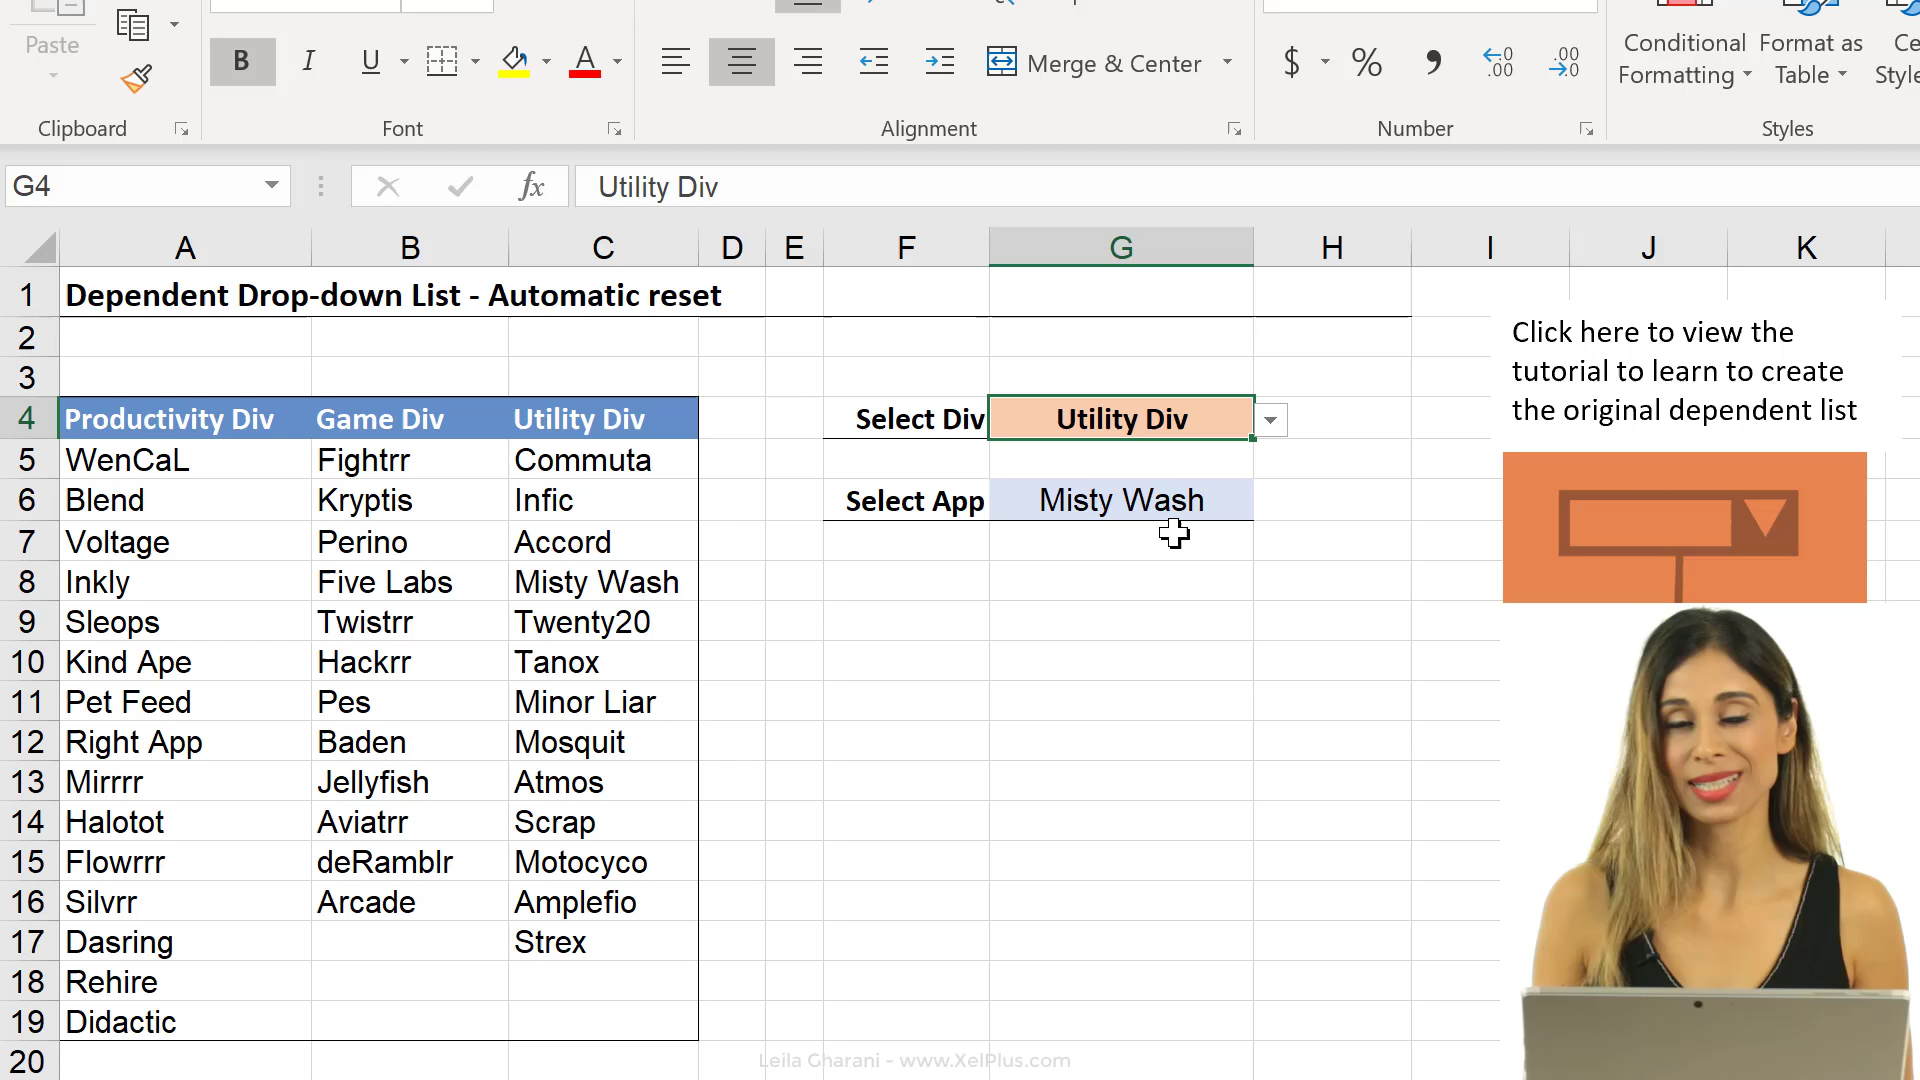 Paste
B I U A
Merge & Center
$ % , .00 .00
Conditional Formatting
Format as Table
Clipboard Font Alignment Number Styles
G4 fx Utility Div
A B C D E F G H I J K
1 Dependent Drop-down List - Automatic reset
2
3
4 Productivity Div Game Div Utility Div Select Div Utility Div
5 WenCaL Fightrr Commuta
6 Blend Kryptis Infic Select App Misty Wash
7 Voltage Perino Accord
8 Inkly Five Labs Misty Wash
9 Sleops Twistrr Twenty20
10 Kind Ape Hackrr Tanox
11 Pet Feed Pes Minor Liar
12 Right App Baden Mosquit
13 Mirrrr Jellyfish Atmos
14 Halotot Aviatrr Scrap
15 Flowrrr deRamblr Motocyco
16 Silvrr Arcade Amplefio
17 Dasring Strex
18 Rehire
19 Didactic
20
Click here to view the
tutorial to learn to create
the original dependent list
Leila Gharani - www.XelPlus.com